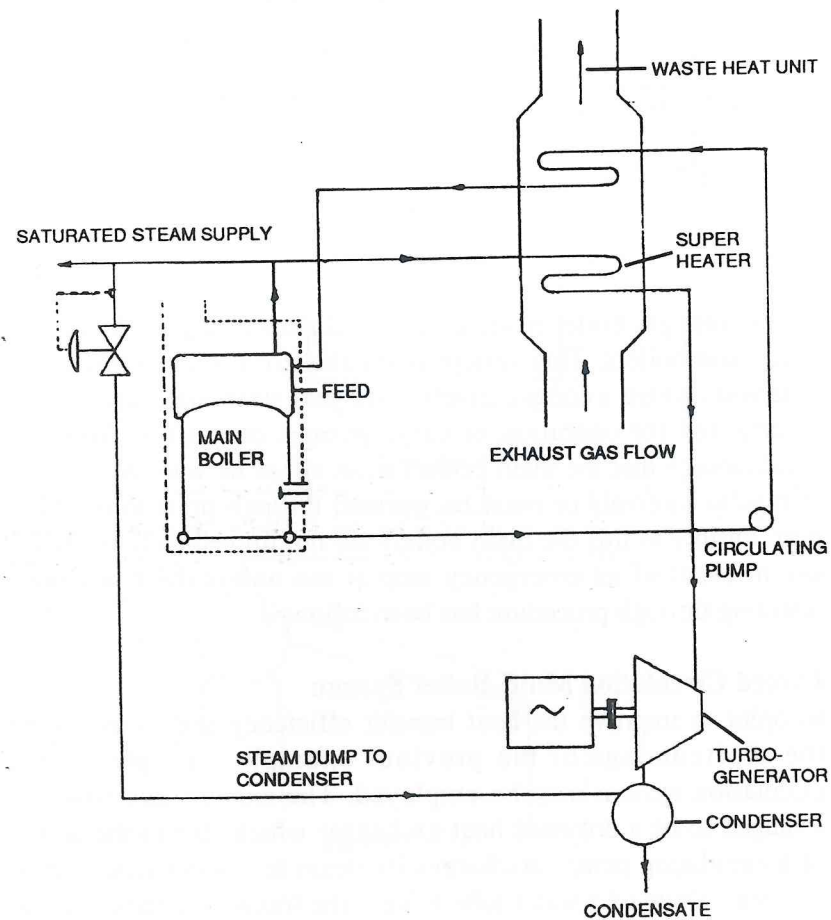 WASTE HEAT UNIT
SATURATED STEAM SUPPLY
SUPER
HEATER
FEED
MAIN
BOILER
EXHAUST GAS FLOW
CIRCULATING
PUMP
STEAM DUMP TO
CONDENSER
TURBO-
GENERATOR
CONDENSER
CONDENSATE